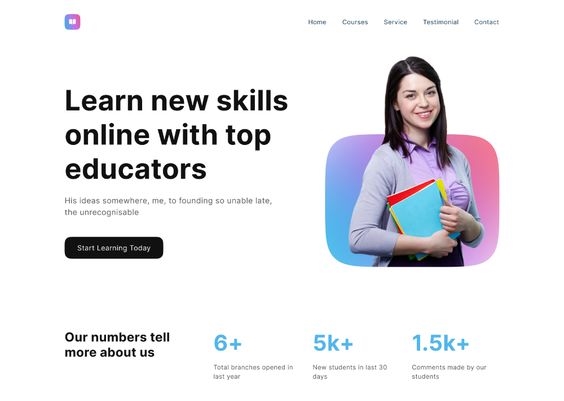 Home Courses Service Testimonial Contact
Learn new skills
online with top
educators
His ideas somewhere, me, to founding so unable late,
the unrecognisable
Start Learning Today
Our numbers tell
more about us
6+
Total branches opened in
last year
5k+
New students in last 30
days
1.5k+
Comments made by our
students